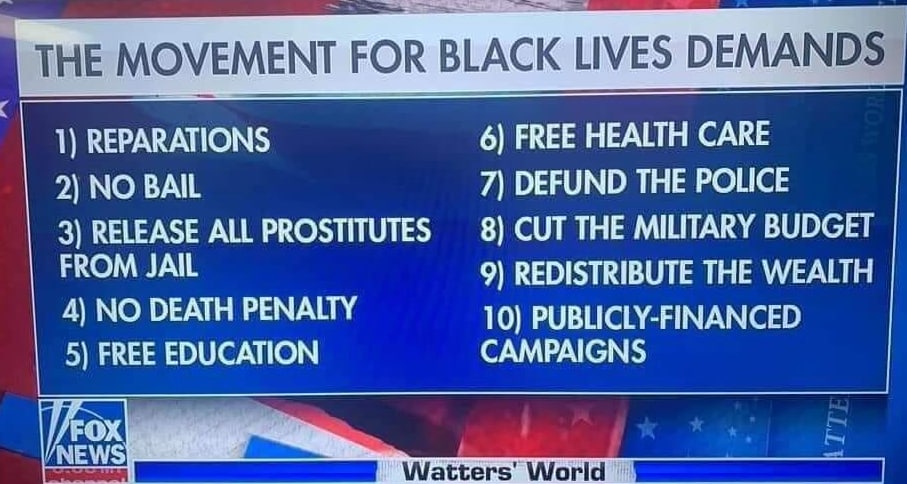 THE MOVEMENT FOR BLACK LIVES DEMANDS
1) REPARATIONS
2) NO BAIL
3) RELEASE ALL PROSTITUTES
FROM JAIL
4) NO DEATH PENALTY
5) FREE EDUCATION
6) FREE HEALTH CARE
7) DEFUND THE POLICE
8) CUT THE MILITARY BUDGET
9) REDISTRIBUTE THE WEALTH
10) PUBLICLY-FINANCED
CAMPAIGNS
FOX
NEWS
channel
Watters' World